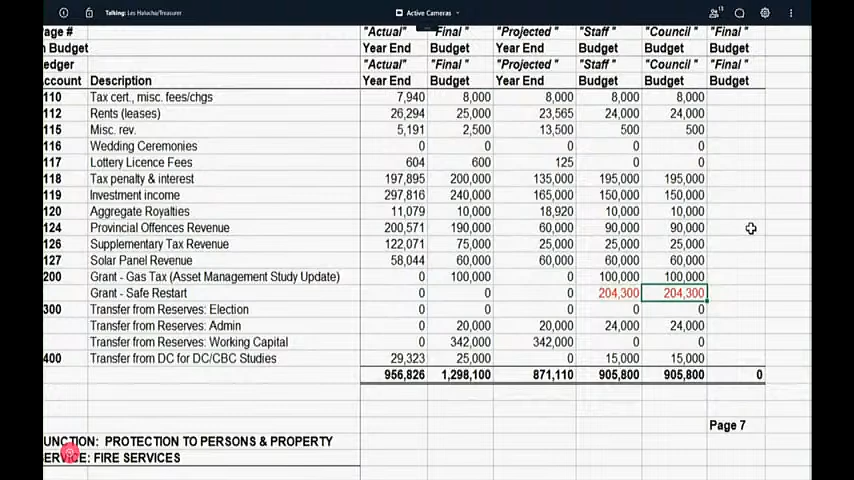 Talking: Les Halucha/Treasurer
Active Cameras
13
age # "Actual" "Final" "Projected" "Staff" "Council" "Final"
n Budget Year End Budget Year End Budget Budget Budget
edger "Actual" "Final" "Projected" "Staff" "Council" "Final"
ccount Description Year End Budget Year End Budget Budget Budget
110 Tax cert., misc. fees/chgs 7,940 8,000 8,000 8,000 8,000
112 Rents (leases) 26,294 25,000 23,565 24,000 24,000
115 Misc. rev. 5,191 2,500 13,500 500 500
116 Wedding Ceremonies 0 0 0 0 0
117 Lottery Licence Fees 604 600 125 0 0
118 Tax penalty & interest 197,895 200,000 135,000 195,000 195,000
119 Investment income 297,816 240,000 165,000 150,000 150,000
120 Aggregate Royalties 11,079 10,000 18,920 10,000 10,000
124 Provincial Offences Revenue 200,571 190,000 60,000 90,000 90,000
126 Supplementary Tax Revenue 122,071 75,000 25,000 25,000 25,000
127 Solar Panel Revenue 58,044 60,000 60,000 60,000 60,000
200 Grant - Gas Tax (Asset Management Study Update) 0 100,000 0 100,000 100,000
Grant - Safe Restart 0 0 0 204,300 204,300
300 Transfer from Reserves: Election 0 0 0 0 0
Transfer from Reserves: Admin 0 20,000 20,000 24,000 24,000
Transfer from Reserves: Working Capital 0 342,000 342,000 0 0
400 Transfer from DC for DC/CBC Studies 29,323 25,000 0 15,000 15,000
956,826 1,298,100 871,110 905,800 905,800 0
Page 7
UNCTION: PROTECTION TO PERSONS & PROPERTY
ERVICE: FIRE SERVICES